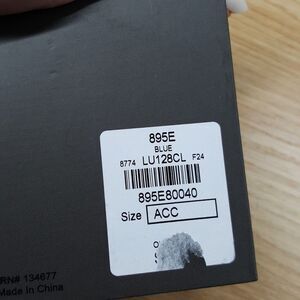 895E
BLUE
8774 LU128CL F24
895E80040
Size ACC
RN# 134677
Made In China